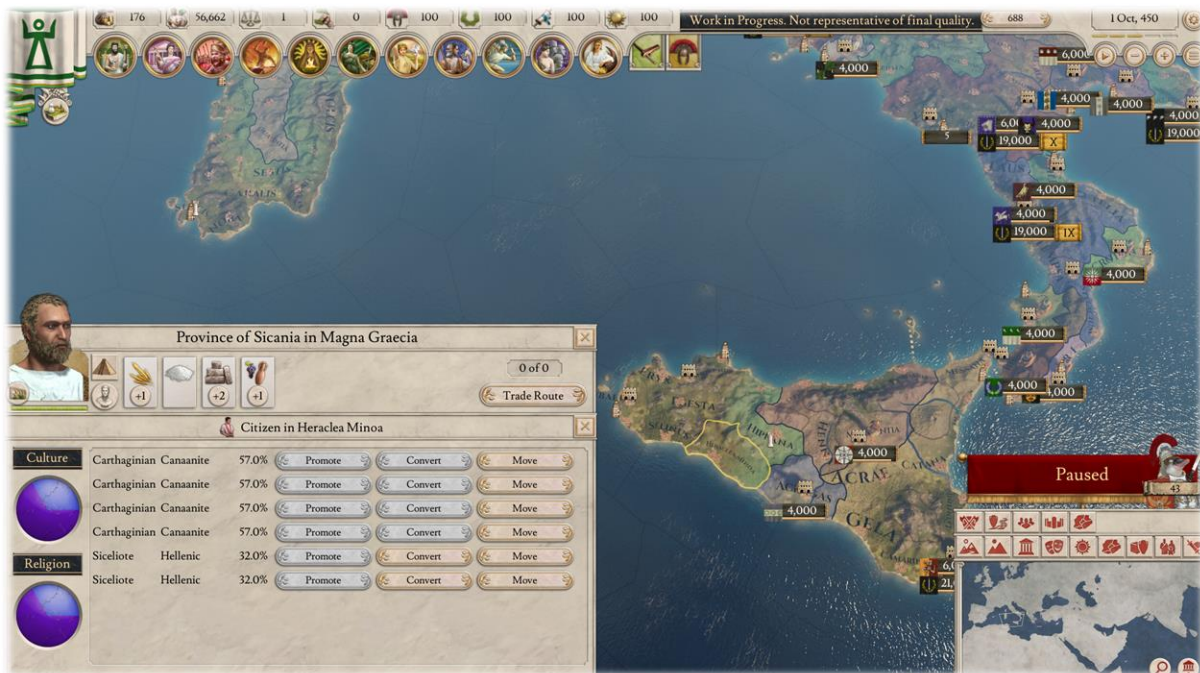 176 56,662 1 0 100 100 100 100
Work in Progress. Not representative of final quality.
688
1 Oct, 450
4,000
6,000
4,000
4,000
4,000
19,000
5
4,000
19,000
X
4,000
4,000
19,000
IX
4,000
4,000
4,000
4,000
4,000
4,000
HIPPANA
ACRAE
GELA
Paused
43
Province of Sicania in Magna Graecia
0 of 0
+1 +2 +1
Trade Route
Citizen in Heraclea Minoa
Culture
Carthaginian Canaanite 57.0% Promote Convert Move
Carthaginian Canaanite 57.0% Promote Convert Move
Carthaginian Canaanite 57.0% Promote Convert Move
Carthaginian Canaanite 57.0% Promote Convert Move
Religion
Siceliote Hellenic 32.0% Promote Convert Move
Siceliote Hellenic 32.0% Promote Convert Move